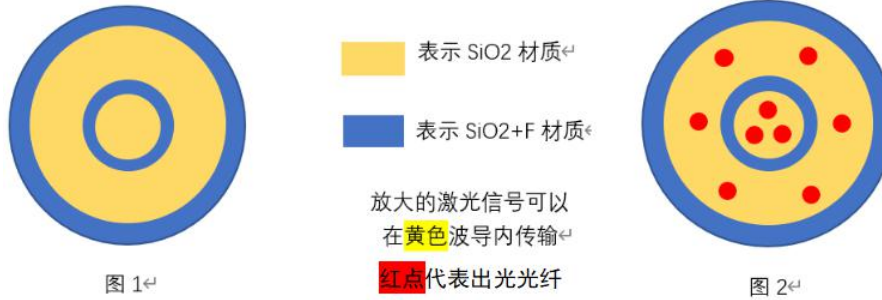 表示 SiO2 材质↵
表示 SiO2+F 材质↵
放大的激光信号可以
在黄色波导内传输↵
红点代表出光光纤
图 1↵
图 2↵